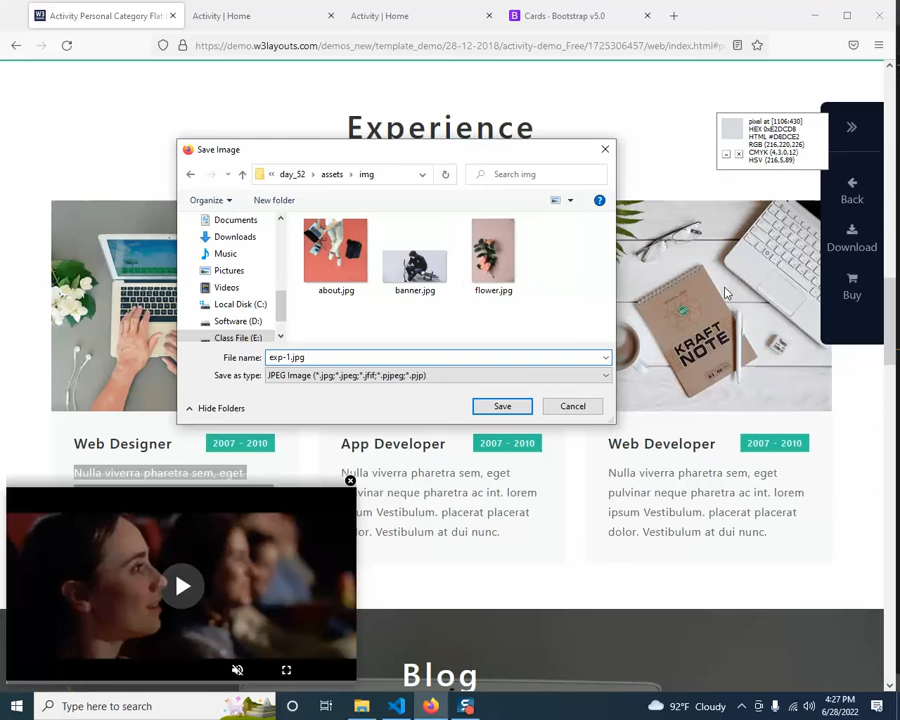 Activity Personal Category Flat
Activity | Home
Activity | Home
Cards · Bootstrap v5.0
https://demo.w3layouts.com/demos_new/template_demo/28-12-2018/activity-demo_Free/1725306457/web/index.html#
Experience
pixel at [1106:430]
HEX 0xE2DCD8
HTML #D8DCE2
RGB (216,220,226)
CMYK (4,3,0,12)
HSV (216,5,89)
Back
Download
Buy
Save Image
« day_52 › assets › img
Search img
Organize
New folder
Documents
Downloads
Music
Pictures
Videos
Local Disk (C:)
Software (D:)
Class File (E:)
about.jpg
banner.jpg
flower.jpg
File name: exp-1.jpg
Save as type: JPEG Image (*.jpg;*.jpeg;*.jfif;*.pjpeg;*.pjp)
Hide Folders
Save
Cancel
KRAFT
NOTE
Web Designer
2007 - 2010
Nulla viverra pharetra sem, eget
App Developer
2007 - 2010
Nulla viverra pharetra sem, eget
pulvinar neque pharetra ac int. lorem
ipsum Vestibulum. placerat placerat
dolor. Vestibulum at dui nunc.
Web Developer
2007 - 2010
Nulla viverra pharetra sem, eget
pulvinar neque pharetra ac int. lorem
ipsum Vestibulum. placerat placerat
dolor. Vestibulum at dui nunc.
Blog
Type here to search
92°F Cloudy
4:27 PM
6/28/2022